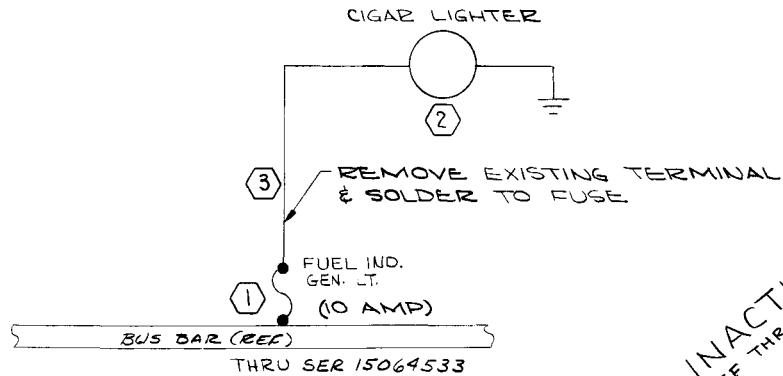 CIGAR LIGHTER
2
3
REMOVE EXISTING TERMINAL
& SOLDER TO FUSE
FUEL IND.
GEN. LT.
1
(10 AMP)
BUS BAR (REF)
THRU SER 15064533